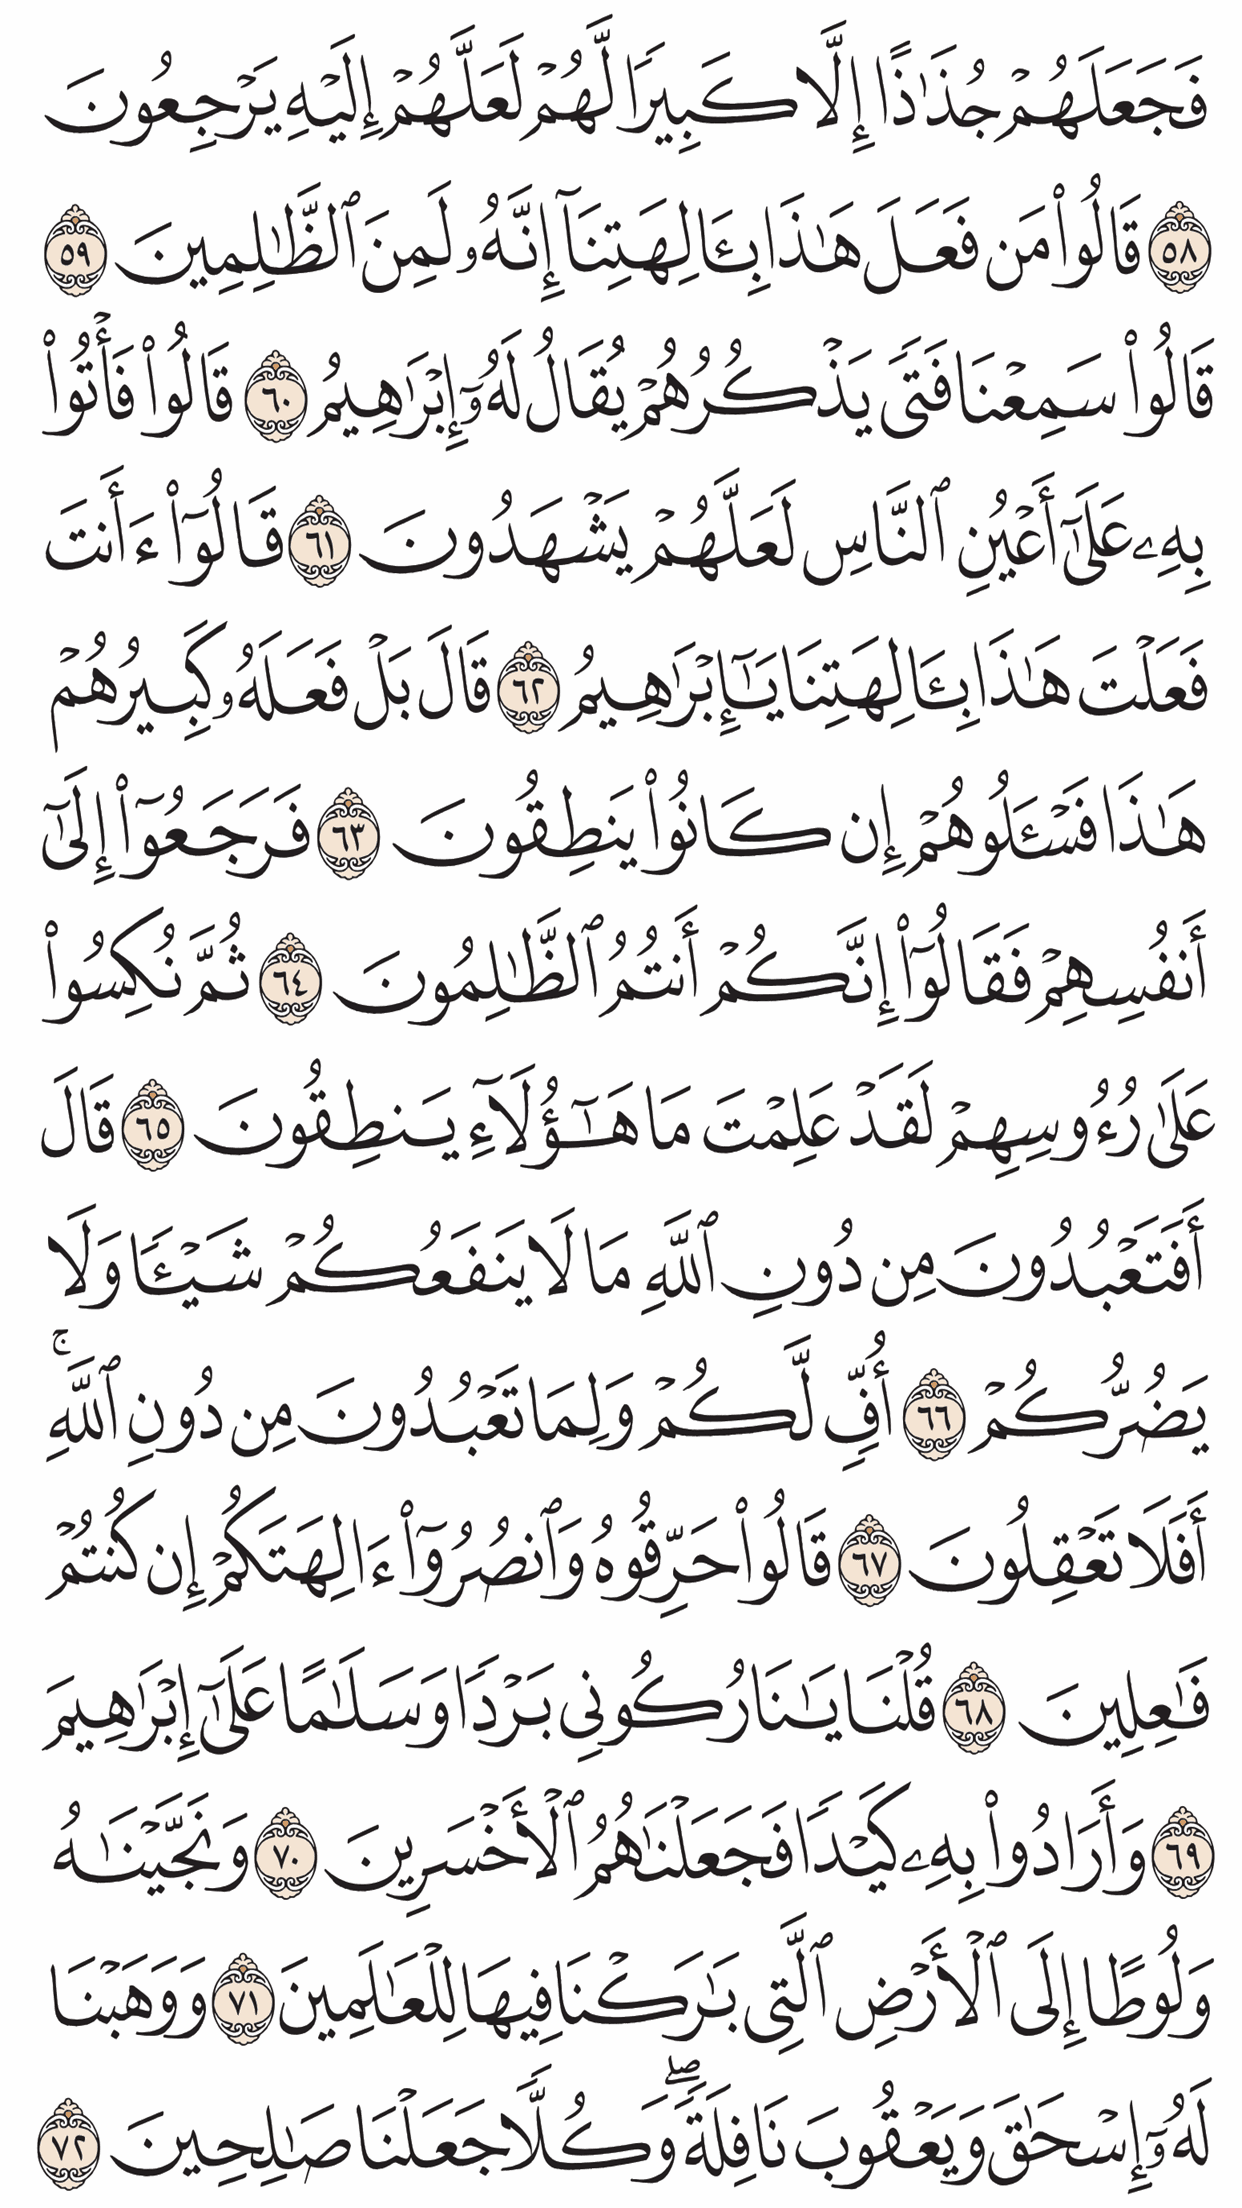 فَجَعَلَهُمْ جُذَٰذًا إِلَّا كَبِيرًا لَّهُمْ لَعَلَّهُمْ إِلَيْهِ يَرْجِعُونَ
٥٨ قَالُوا۟ مَن فَعَلَ هَٰذَا بِـَٔالِهَتِنَآ إِنَّهُۥ لَمِنَ ٱلظَّٰلِمِينَ ٥٩
قَالُوا۟ سَمِعْنَا فَتًى يَذْكُرُهُمْ يُقَالُ لَهُۥٓ إِبْرَٰهِيمُ ٦٠ قَالُوا۟ فَأْتُوا۟
بِهِۦ عَلَىٰٓ أَعْيُنِ ٱلنَّاسِ لَعَلَّهُمْ يَشْهَدُونَ ٦١ قَالُوٓا۟ ءَأَنتَ
فَعَلْتَ هَٰذَا بِـَٔالِهَتِنَا يَٰٓإِبْرَٰهِيمُ ٦٢ قَالَ بَلْ فَعَلَهُۥ كَبِيرُهُمْ
هَٰذَا فَسْـَٔلُوهُمْ إِن كَانُوا۟ يَنطِقُونَ ٦٣ فَرَجَعُوٓا۟ إِلَىٰٓ
أَنفُسِهِمْ فَقَالُوٓا۟ إِنَّكُمْ أَنتُمُ ٱلظَّٰلِمُونَ ٦٤ ثُمَّ نُكِسُوا۟
عَلَىٰ رُءُوسِهِمْ لَقَدْ عَلِمْتَ مَا هَٰٓؤُلَآءِ يَنطِقُونَ ٦٥ قَالَ
أَفَتَعْبُدُونَ مِن دُونِ ٱللَّهِ مَا لَا يَنفَعُكُمْ شَيْـًٔا وَلَا
يَضُرُّكُمْ ٦٦ أُفٍّ لَّكُمْ وَلِمَا تَعْبُدُونَ مِن دُونِ ٱللَّهِ ۚ
أَفَلَا تَعْقِلُونَ ٦٧ قَالُوا۟ حَرِّقُوهُ وَٱنصُرُوٓا۟ ءَالِهَتَكُمْ إِن كُنتُمْ
فَٰعِلِينَ ٦٨ قُلْنَا يَٰنَارُ كُونِى بَرْدًا وَسَلَٰمًا عَلَىٰٓ إِبْرَٰهِيمَ
٦٩ وَأَرَادُوا۟ بِهِۦ كَيْدًا فَجَعَلْنَٰهُمُ ٱلْأَخْسَرِينَ ٧٠ وَنَجَّيْنَٰهُ
وَلُوطًا إِلَى ٱلْأَرْضِ ٱلَّتِى بَٰرَكْنَا فِيهَا لِلْعَٰلَمِينَ ٧١ وَوَهَبْنَا
لَهُۥٓ إِسْحَٰقَ وَيَعْقُوبَ نَافِلَةً ۖ وَكُلًّا جَعَلْنَا صَٰلِحِينَ ٧٢